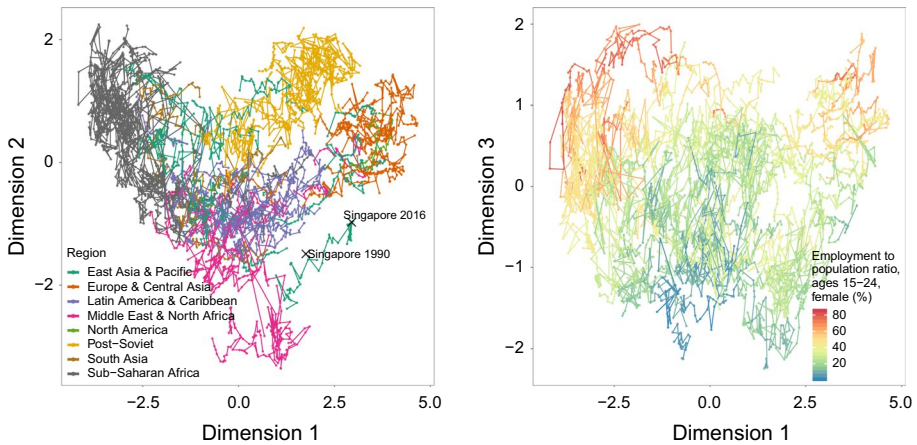 2
0
−2
Dimension 2
−2.5
0.0
2.5
5.0
Dimension 1
Singapore 2016
Singapore 1990
Region
East Asia & Pacific
Europe & Central Asia
Latin America & Caribbean
Middle East & North Africa
North America
Post−Soviet
South Asia
Sub−Saharan Africa
2
1
0
−1
−2
Dimension 3
−2.5
0.0
2.5
5.0
Dimension 1
Employment to
population ratio,
ages 15−24,
female (%)
80
60
40
20